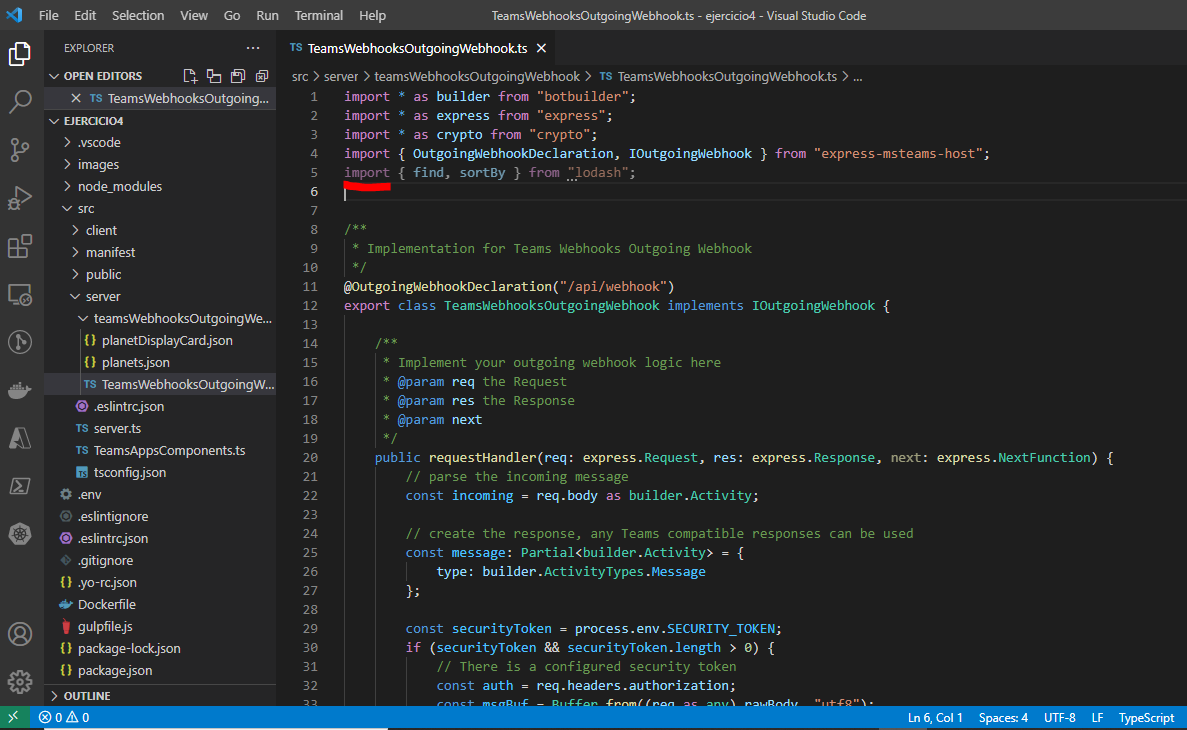 File Edit Selection View Go Run Terminal Help TeamsWebhooksOutgoingWebhook.ts - ejercicio4 - Visual Studio Code
EXPLORER
OPEN EDITORS
TS TeamsWebhooksOutgoing...
EJERCICIO4
.vscode
images
node_modules
src
client
manifest
public
server
teamsWebhooksOutgoingWe...
{} planetDisplayCard.json
{} planets.json
TS TeamsWebhooksOutgoingW...
.eslintrc.json
TS server.ts
TS TeamsAppsComponents.ts
TS tsconfig.json
.env
.eslintignore
.eslintrc.json
.gitignore
{} .yo-rc.json
Dockerfile
gulpfile.js
{} package-lock.json
{} package.json
OUTLINE
TS TeamsWebhooksOutgoingWebhook.ts
src > server > teamsWebhooksOutgoingWebhook > TS TeamsWebhooksOutgoingWebhook.ts > ...
1 import * as builder from "botbuilder";
2 import * as express from "express";
3 import * as crypto from "crypto";
4 import { OutgoingWebhookDeclaration, IOutgoingWebhook } from "express-msteams-host";
5 import { find, sortBy } from "lodash";
6
7
8 /**
9 * Implementation for Teams Webhooks Outgoing Webhook
10 */
11 @OutgoingWebhookDeclaration("/api/webhook")
12 export class TeamsWebhooksOutgoingWebhook implements IOutgoingWebhook {
13
14 /**
15 * Implement your outgoing webhook logic here
16 * @param req the Request
17 * @param res the Response
18 * @param next
19 */
20 public requestHandler(req: express.Request, res: express.Response, next: express.NextFunction) {
21 // parse the incoming message
22 const incoming = req.body as builder.Activity;
23
24 // create the response, any Teams compatible responses can be used
25 const message: Partial<builder.Activity> = {
26 type: builder.ActivityTypes.Message
27 };
28
29 const securityToken = process.env.SECURITY_TOKEN;
30 if (securityToken && securityToken.length > 0) {
31 // There is a configured security token
32 const auth = req.headers.authorization;
33 const msgBuf = Buffer.from((req as any).rawBody, "utf8");
0 0 Ln 6, Col 1 Spaces: 4 UTF-8 LF TypeScript